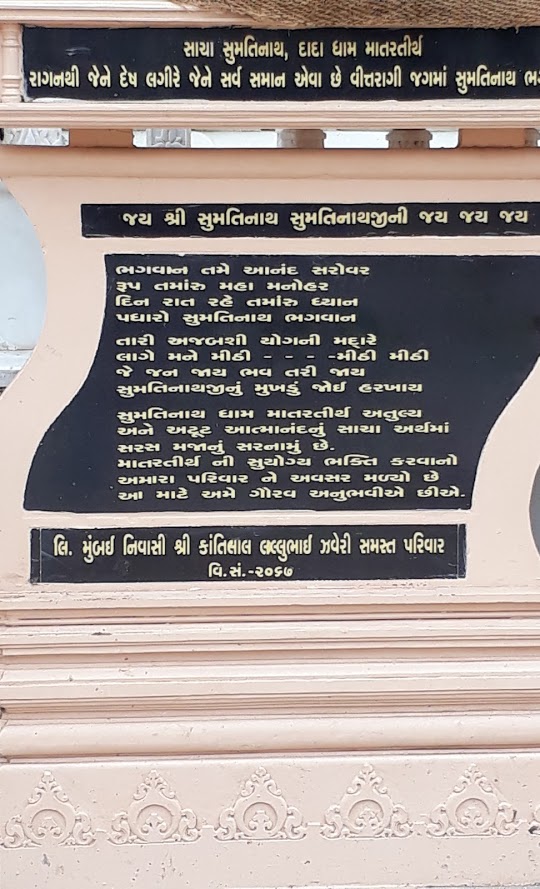 સાચા સુમતિનાથ, દાદા ધામ માતરતીર્થ
રાગનથી જેને દેષ લગીરે જેને સર્વ સમાન એવા છે વીત્તરાગી જગમાં સુમતિનાથ
જય શ્રી સુમતિનાથ સુમતિનાથજીની જય જય જય
ભગવાન તમે આનંદ સરોવર
રૂપ તમાંરુ મહા મનોહર
દિન રાત રહે તમાંરુ ધ્યાન
પધારો સુમતિનાથ ભગવાન
તારી અજબશી યોગની મદ્રારે
લાગે મને મીઠી - - - -મીઠી મીઠી
જે જન જાય ભવ તરી જાય
સુમતિનાથજીનું મુખડું જોઈ હરખાય
સુમતિનાથ ધામ માતરતીર્થ અતુલ્ય
અને અટૂટ આત્માનંદનું સાચા અર્થમાં
સરસ મજાનું સરનામું છે.
માતરતીર્થ ની સુયોગ્ય ભક્તિ કરવાનો
અમારા પરિવાર ને અવસર મળ્યો છે
આ માટે અમે ગૌરવ અનુભવીએ છીએ.
લિ. મુંબઈ નિવાસી શ્રી કાંતિલાલ લલ્લુભાઈ ઝવેરી સમસ્ત પરિવાર
વિ.સં.-૨૦૬૭